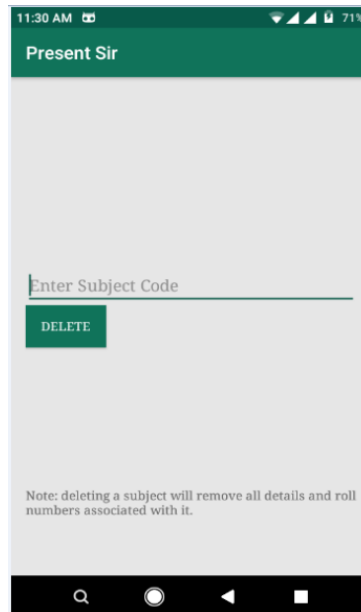 11:30 AM 71%
Present Sir
Enter Subject Code
DELETE
Note: deleting a subject will remove all details and roll
numbers associated with it.